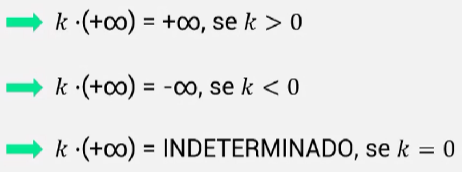 k ·(+∞) = +∞, se k > 0
k ·(+∞) = -∞, se k < 0
k ·(+∞) = INDETERMINADO, se k = 0